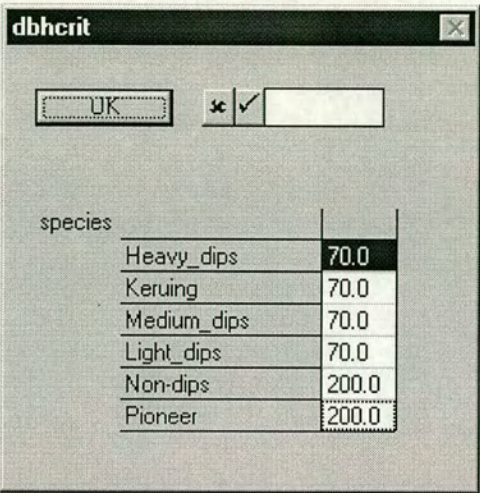 dbhcrit
OK
species
Heavy_dips 70.0
Keruing 70.0
Medium_dips 70.0
Light_dips 70.0
Non-dips 200.0
Pioneer 200.0